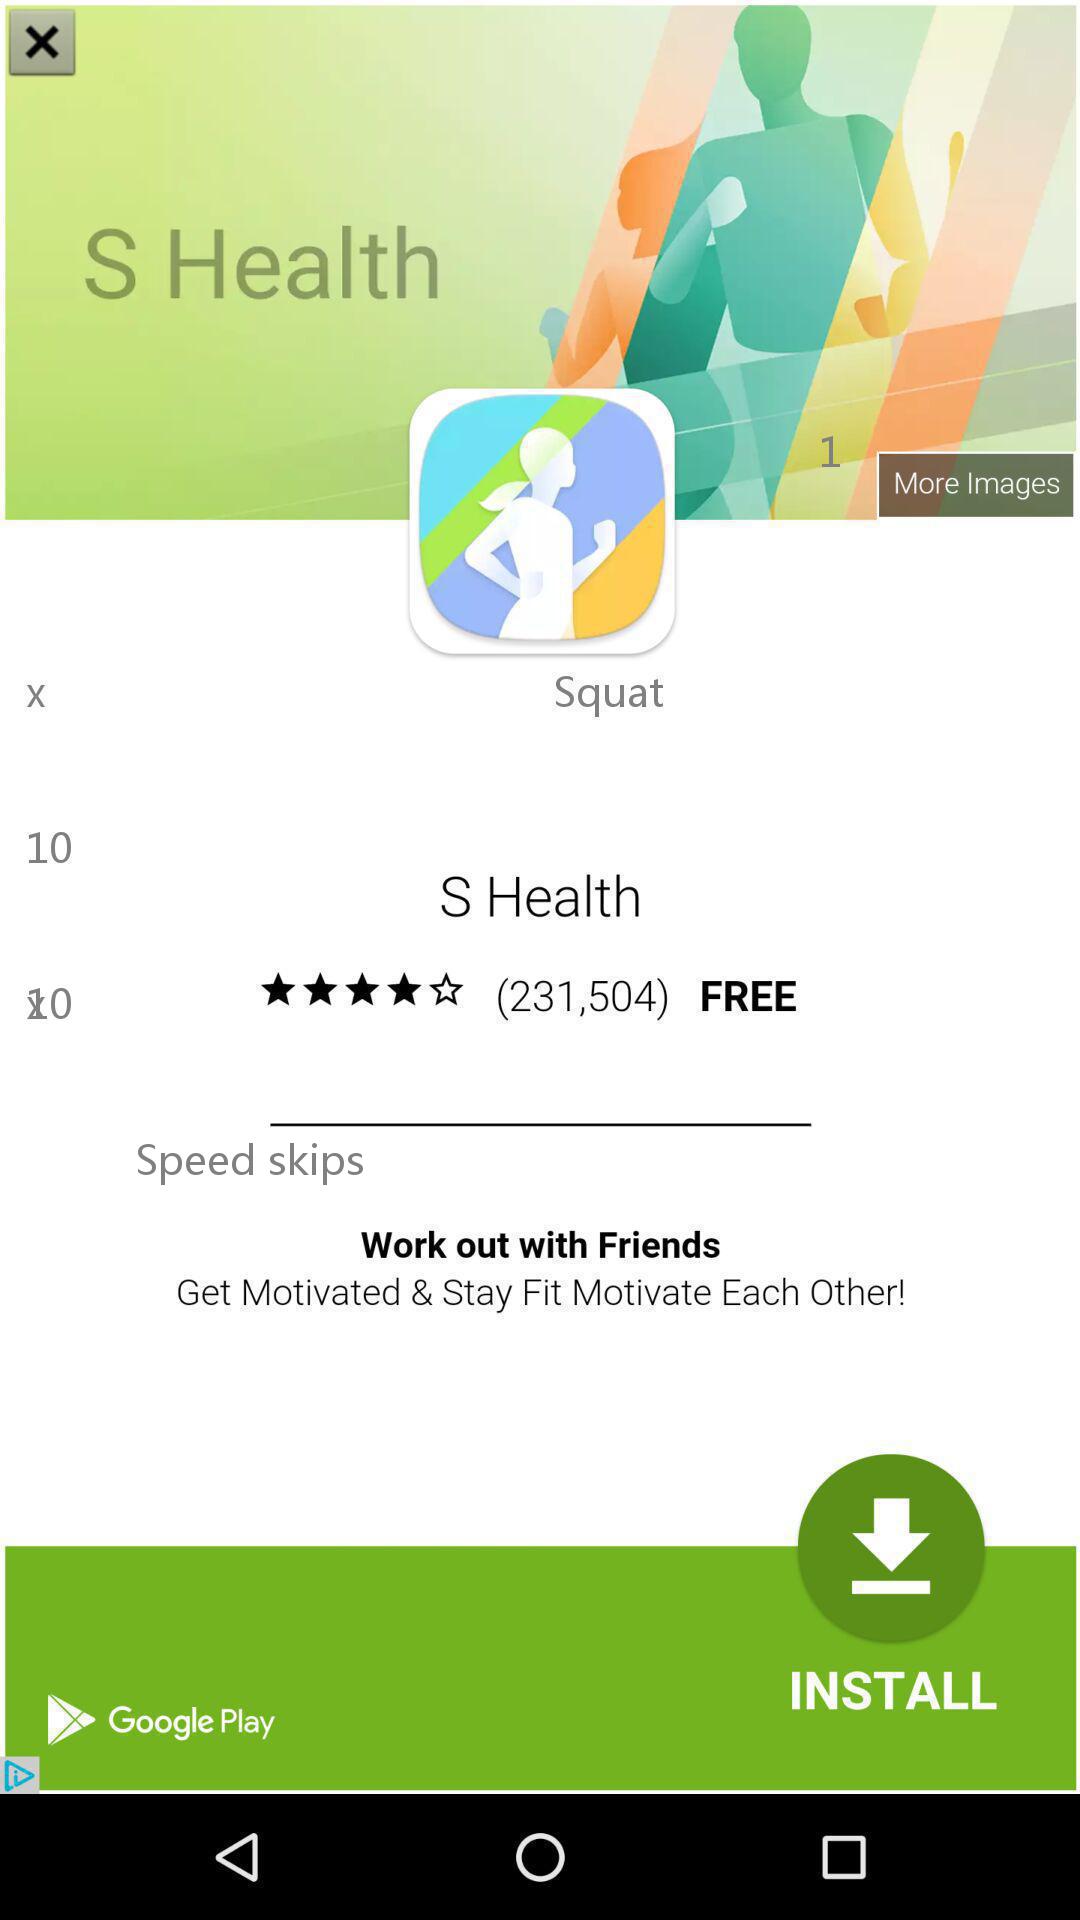 S Health
1
More Images
x
Squat
10
S Health
x
10
(231,504) FREE
Speed skips
Work out with Friends
Get Motivated & Stay Fit Motivate Each Other!
INSTALL
Google Play